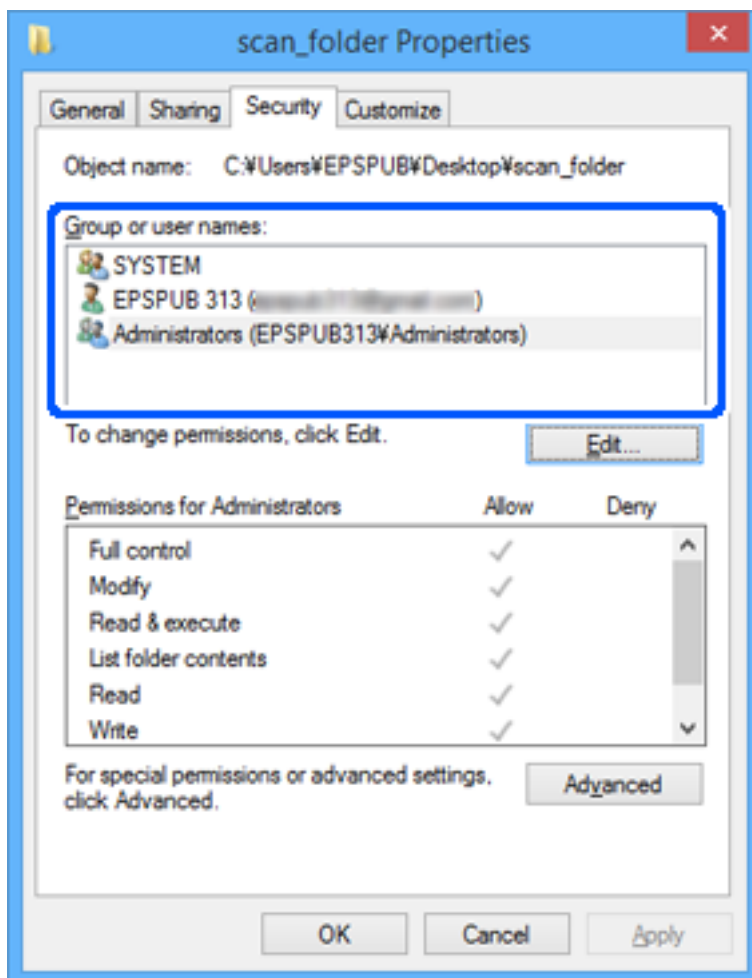 scan_folder Properties
General Sharing Security Customize
Object name: C:¥Users¥EPSPUB¥Desktop¥scan_folder
Group or user names:
SYSTEM
EPSPUB 313 ( )
Administrators (EPSPUB313¥Administrators)
To change permissions, click Edit.
Edit...
Permissions for Administrators Allow Deny
Full control
Modify
Read & execute
List folder contents
Read
Write
For special permissions or advanced settings,
click Advanced.
Advanced
OK Cancel Apply